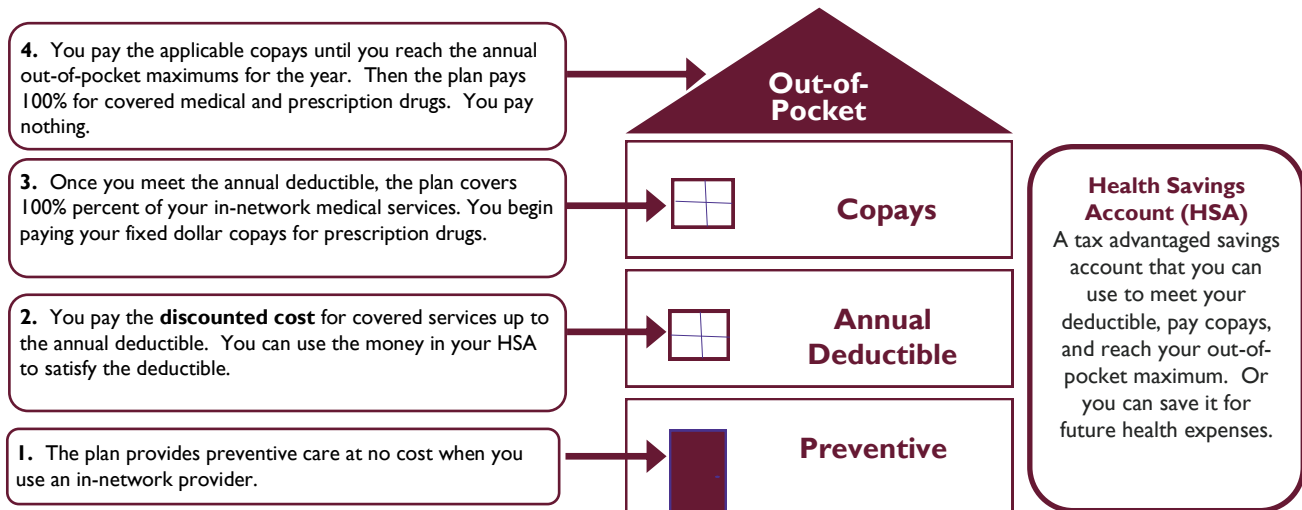 4. You pay the applicable copays until you reach the annual
out-of-pocket maximums for the year. Then the plan pays
100% for covered medical and prescription drugs. You pay
nothing.
Out-of-
Pocket
3. Once you meet the annual deductible, the plan covers
100% percent of your in-network medical services. You begin
paying your fixed dollar copays for prescription drugs.
Copays
2. You pay the discounted cost for covered services up to
the annual deductible. You can use the money in your HSA
to satisfy the deductible.
Annual
Deductible
1. The plan provides preventive care at no cost when you
use an in-network provider.
Preventive
Health Savings
Account (HSA)
A tax advantaged savings
account that you can
use to meet your
deductible, pay copays,
and reach your out-of-
pocket maximum. Or
you can save it for
future health expenses.